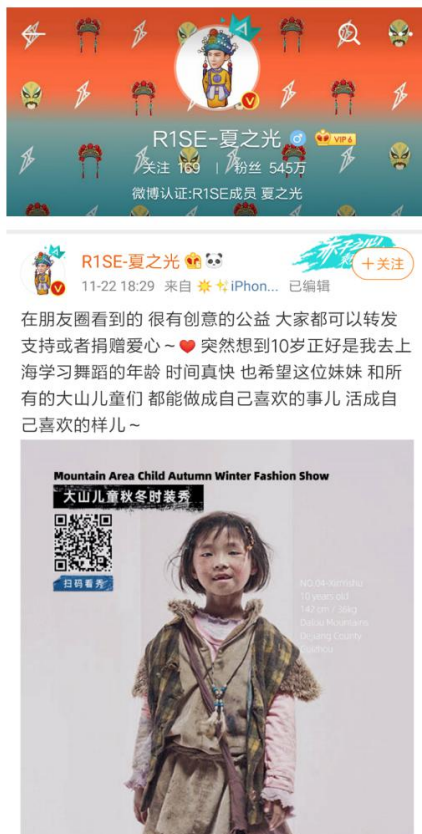 R1SE-夏之光
VIP 6
关注 169 | 粉丝 545万
微博认证:R1SE成员 夏之光
R1SE-夏之光
+关注
11-22 18:29 来自 iPhon... 已编辑
在朋友圈看到的 很有创意的公益 大家都可以转发
支持或者捐赠爱心~ 突然想到10岁正好是我去上
海学习舞蹈的年龄 时间真快 也希望这位妹妹 和所
有的大山儿童们 都能做成自己喜欢的事儿 活成自
己喜欢的样儿~
Mountain Area Child Autumn Winter Fashion Show
大山儿童秋冬时装秀
扫码看秀
10 years old
142 cm / 36kg
Mountains
County